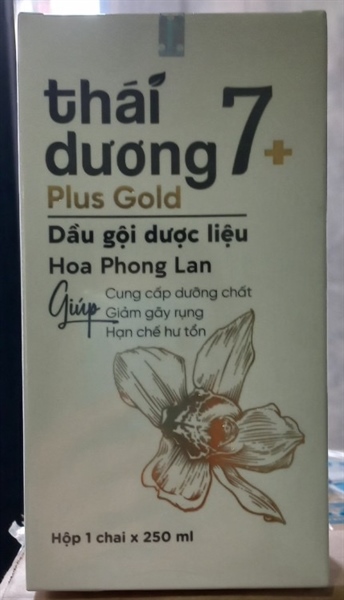 thái
dương 7+
Plus Gold
Dầu gội dược liệu
Hoa Phong Lan
Giúp
Cung cấp dưỡng chất
Giảm gãy rụng
Hạn chế hư tổn
Hộp 1 chai x 250 ml